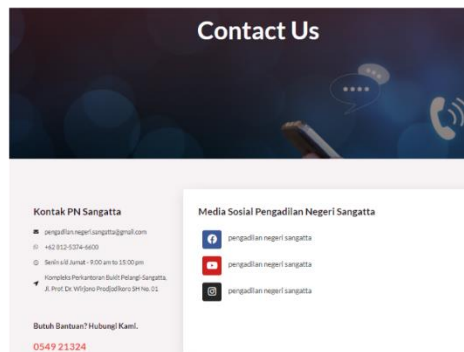 Contact Us
Kontak PN Sangatta
pengadilan.negeri.sangatta@gmail.com
+62 812-5374-6600
Senin s/d Jumat - 9:00 am to 15:00 pm
Kompleks Perkantoran Bukit Pelangi-Sangatta,
Jl. Prof. Dr. Wirjono Prodjodikoro SH No. 01
Butuh Bantuan? Hubungi Kami.
0549 21324
Media Sosial Pengadilan Negeri Sangatta
pengadilan negeri sangatta
pengadilan negeri sangatta
pengadilan negeri sangatta